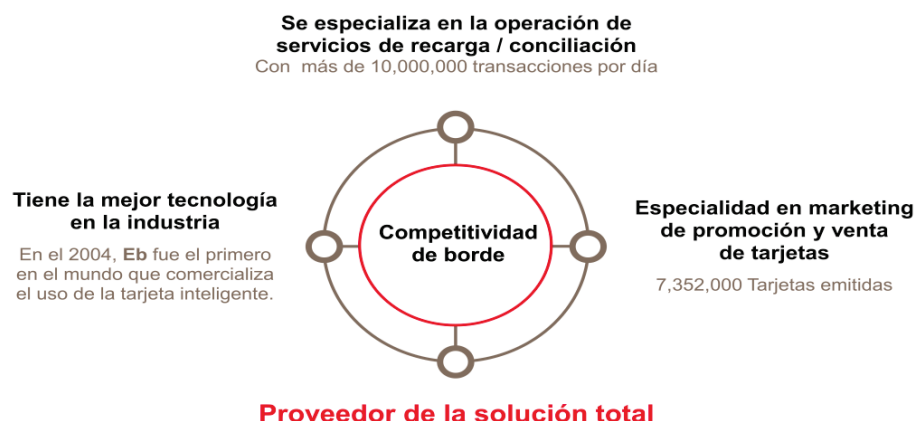 Se especializa en la operación de
servicios de recarga / conciliación
Con más de 10,000,000 transacciones por día
Tiene la mejor tecnología
en la industria
En el 2004, Eb fue el primero
en el mundo que comercializa
el uso de la tarjeta inteligente.
Competitividad
de borde
Especialidad en marketing
de promoción y venta
de tarjetas
7,352,000 Tarjetas emitidas
Proveedor de la solución total